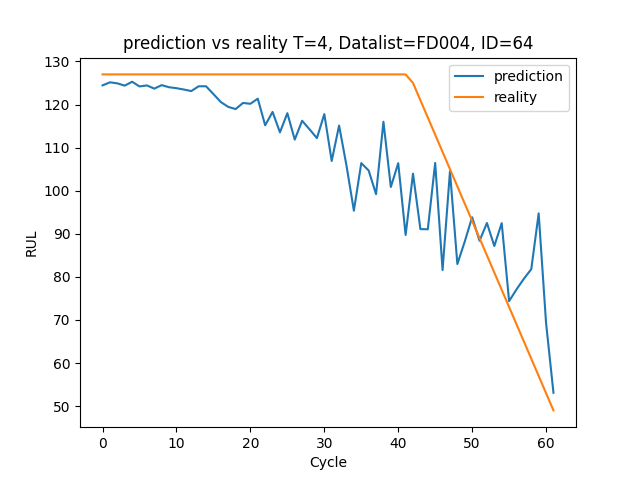 prediction vs reality T=4, Datalist=FD004, ID=64
prediction
reality
130
120
110
100
90
80
70
60
50
RUL
0 10 20 30 40 50 60
Cycle